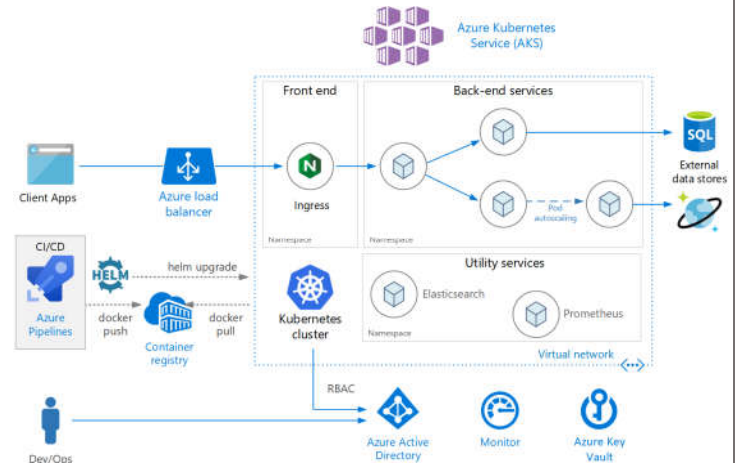 Azure Kubernetes
Service (AKS)
Front end
Back-end services
SQL
Client Apps
Azure load
balancer
N
Ingress
External
data stores
Pod
autoscaling
Namespace
Namespace
CI/CD
HELM
helm upgrade
Azure
Pipelines
docker
push
docker
pull
Container
registry
Kubernetes
cluster
Utility services
Elasticsearch
Prometheus
Namespace
Virtual network
RBAC
Dev/Ops
Azure Active
Directory
Monitor
Azure Key
Vault